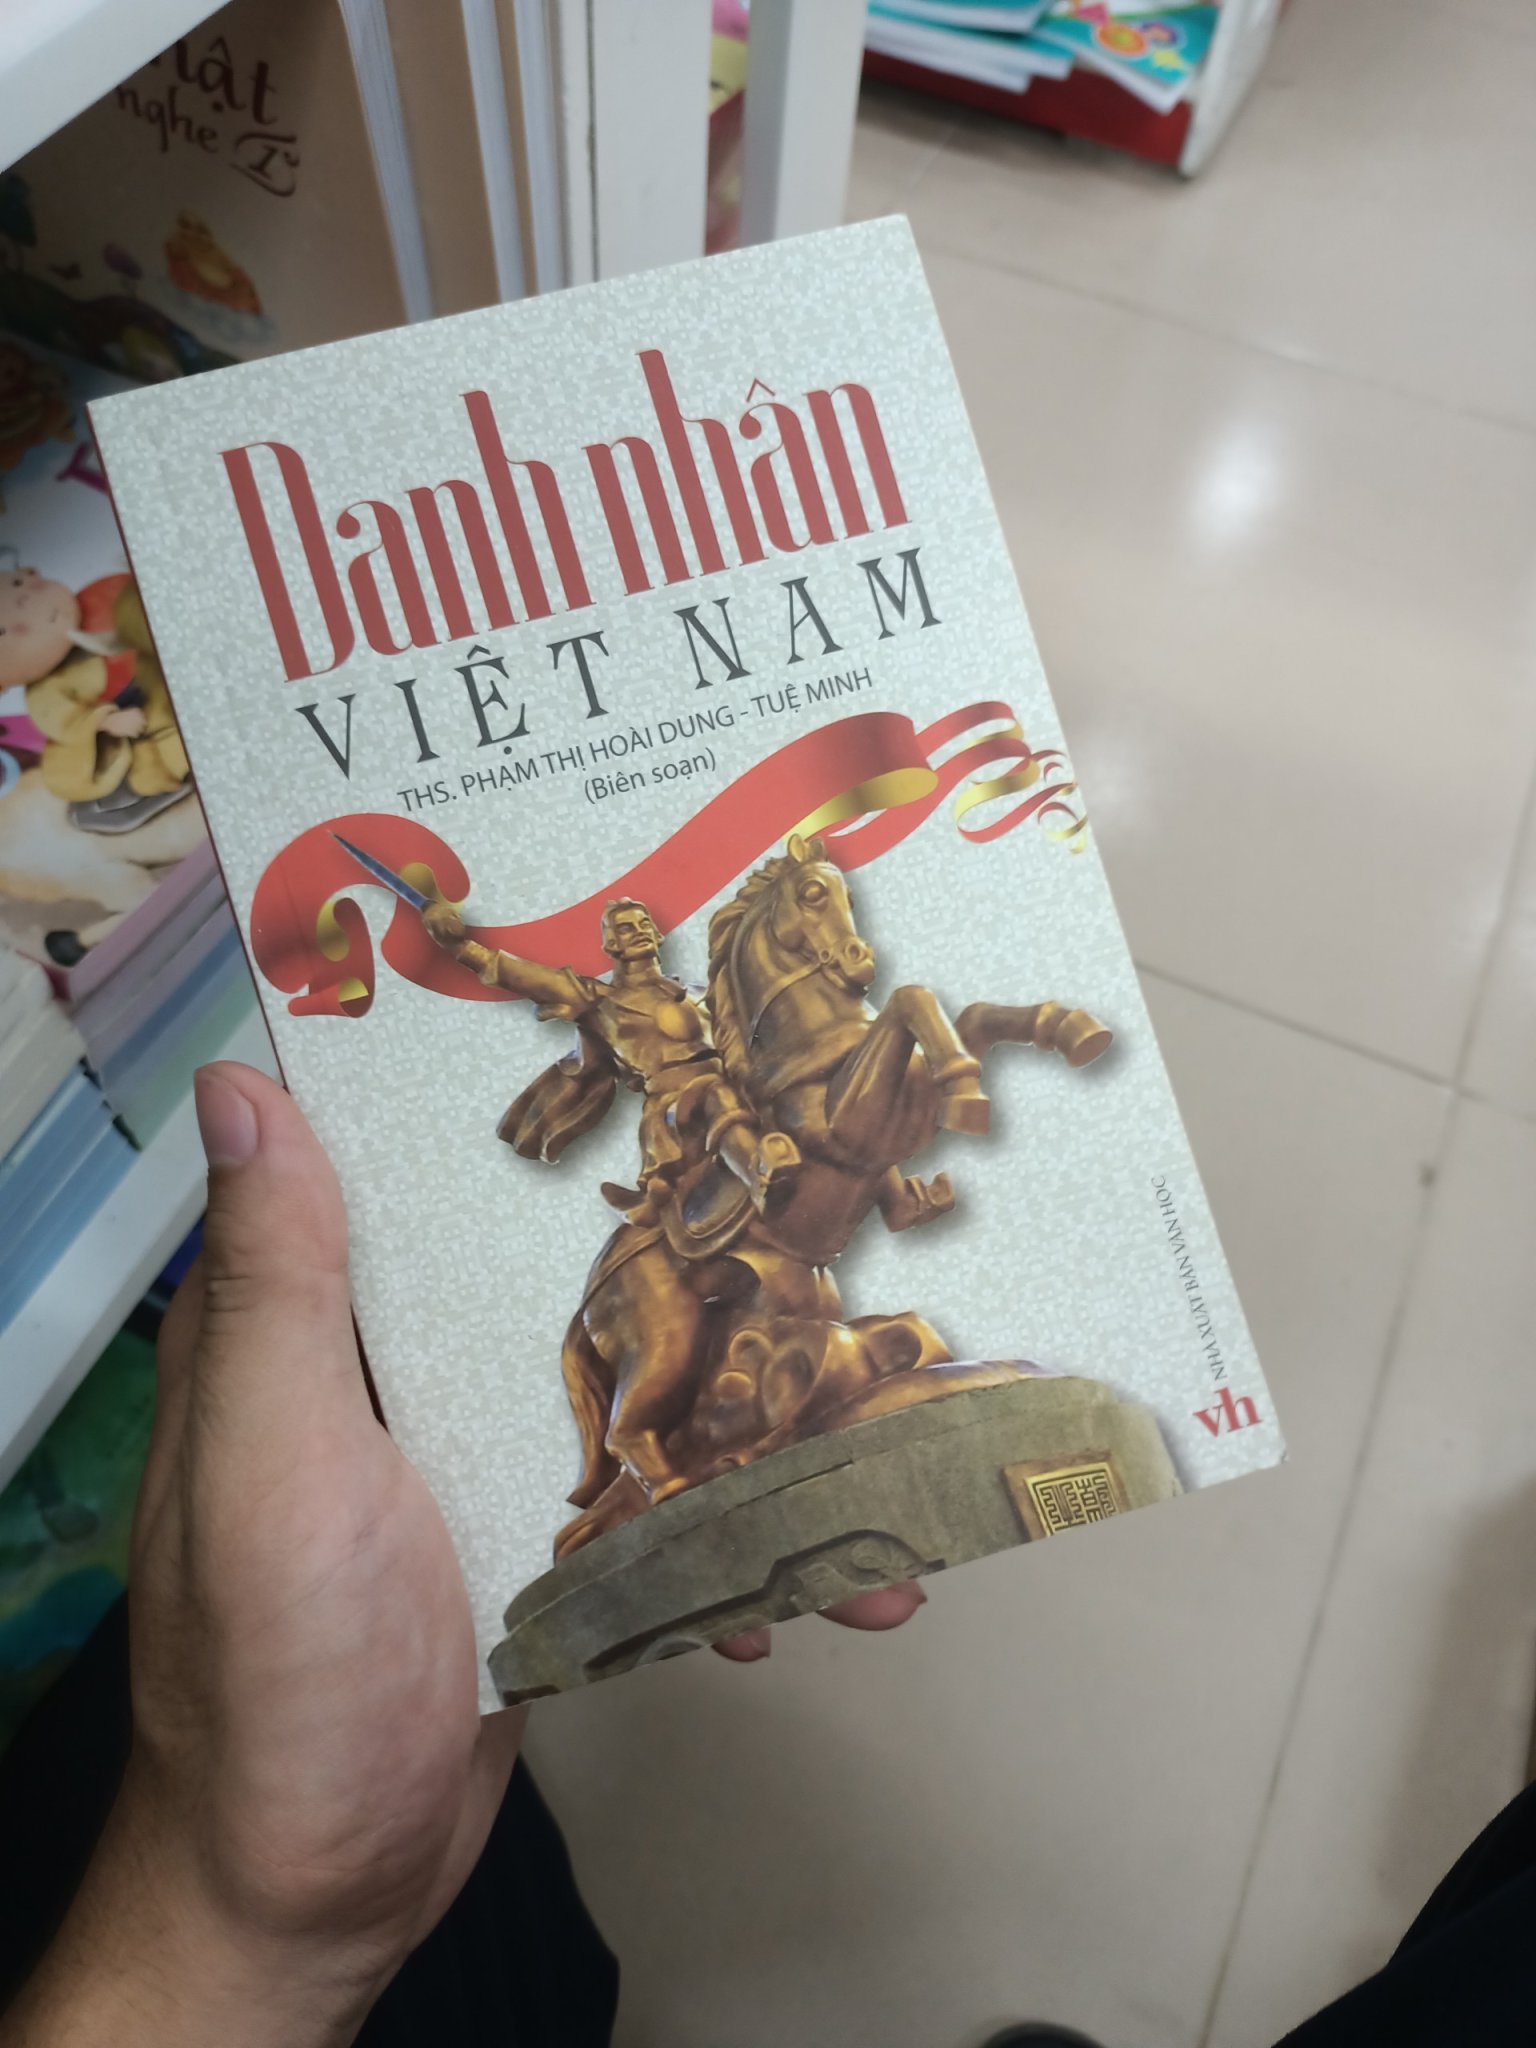 nghe
Danh nhân
VIỆT NAM
THS. PHẠM THỊ HOÀI DUNG - TUỆ MINH
(Biên soạn)
NHÀ XUẤT BẢN VĂN HỌC
vh